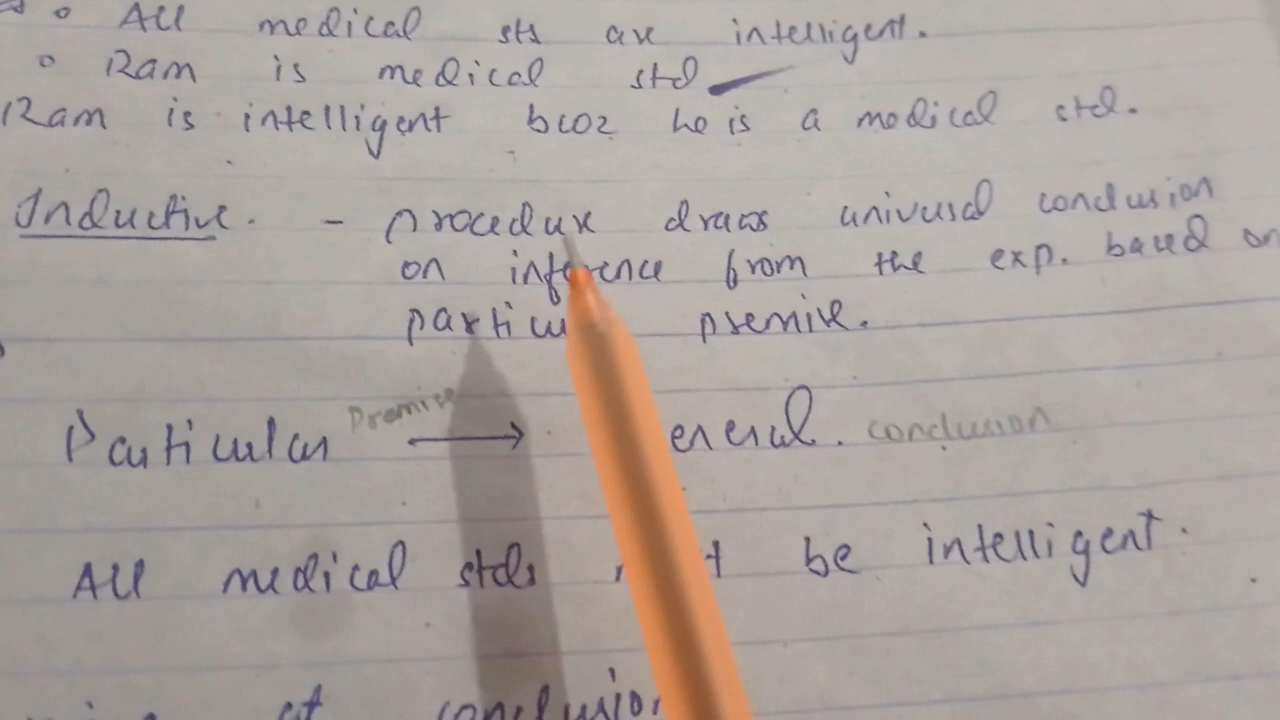 All medical sts are intelligent.
Ram is medical std
Ram is intelligent bcoz he is a medical std.
Inductive. - procedure draws universal conclusion
on inference from the exp. based on
premise.
Particular Premise → conclusion
All medical stds be intelligent.
at conclusion